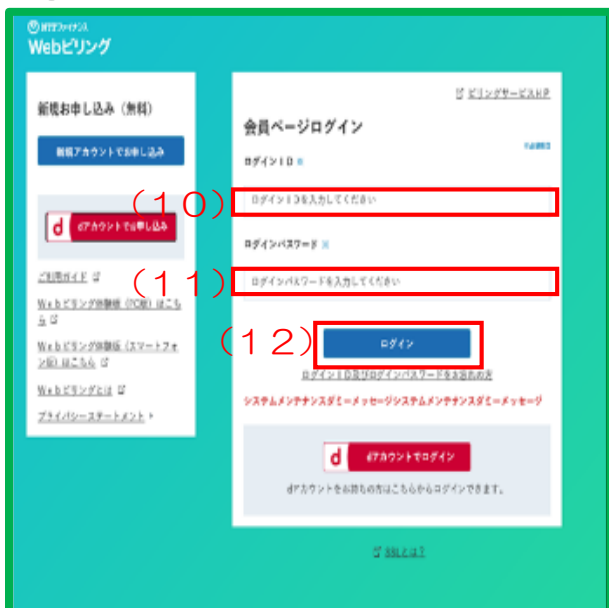 NTTファイナンス
Webビリング
新規お申し込み（無料）
新規アカウントでお申し込み
d dアカウントでお申し込み
ご利用ガイド
Webビリング体験版（PC版）はこち
ら
Webビリング体験版（スマートフォ
ン版）はこちら
Webビリングとは
プライバシーステートメント
ビリングサービスHP
会員ページログイン
ログインID
（10）
ログインIDを入力してください
ログインパスワード
（11）
ログインパスワードを入力してください
（12）
ログイン
ログインID及びログインパスワードをお忘れの方
システムメンテナンスダミーメッセージシステムメンテナンスダミーメッセージ
d dアカウントでログイン
dアカウントをお持ちの方はこちらからログインできます。
SSLとは？